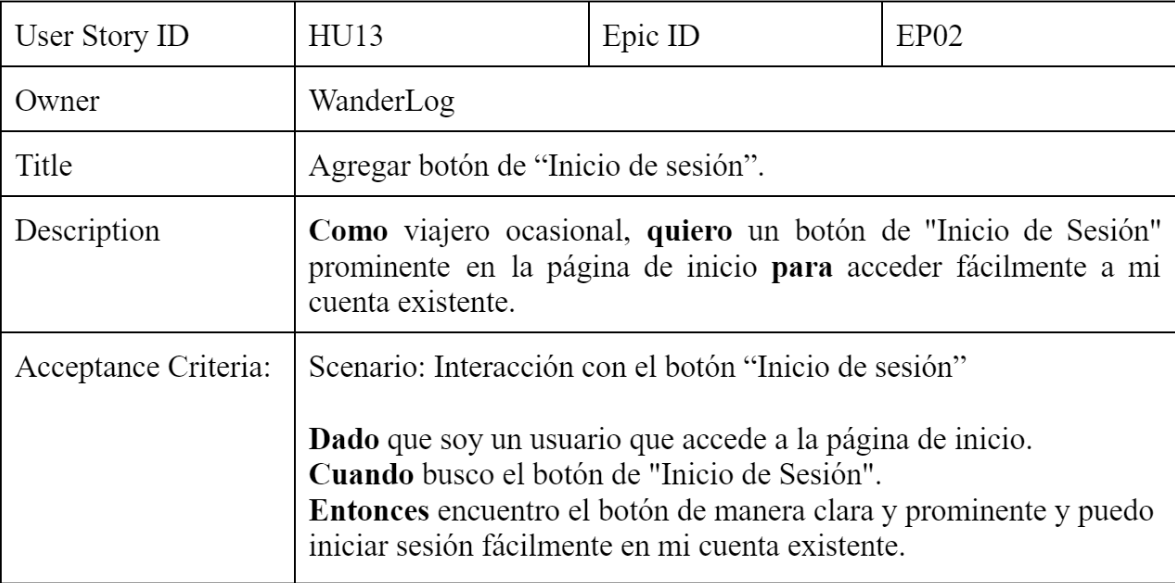 User Story ID HU13 Epic ID EP02
Owner WanderLog
Title Agregar botón de “Inicio de sesión”.
Description Como viajero ocasional, quiero un botón de "Inicio de Sesión"
prominente en la página de inicio para acceder fácilmente a mi
cuenta existente.
Acceptance Criteria: Scenario: Interacción con el botón “Inicio de sesión”
Dado que soy un usuario que accede a la página de inicio.
Cuando busco el botón de "Inicio de Sesión".
Entonces encuentro el botón de manera clara y prominente y puedo
iniciar sesión fácilmente en mi cuenta existente.